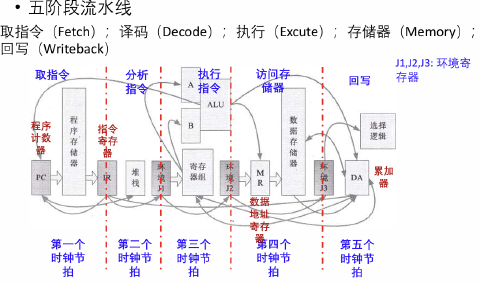 • 五阶段流水线
取指令（Fetch）；译码（Decode）；执行（Excute）；存储器（Memory）；
回写（Writeback）
J1,J2,J3: 环境寄
存器
取指令
分析
指令
执行
指令
访问存
储器
回写
A
ALU
B
程序存储器
数据存储器
选择
逻辑
程序
计数
器
指令
寄存
器
PC
IR
堆
栈
环境
J1
寄存
器组
环境
J2
M
R
环境
J3
DA
累加
器
数据
地址
寄存
器
第一个
时钟节
拍
第二个
时钟节
拍
第三个
时钟节
拍
第四个
时钟节
拍
第五个
时钟节
拍